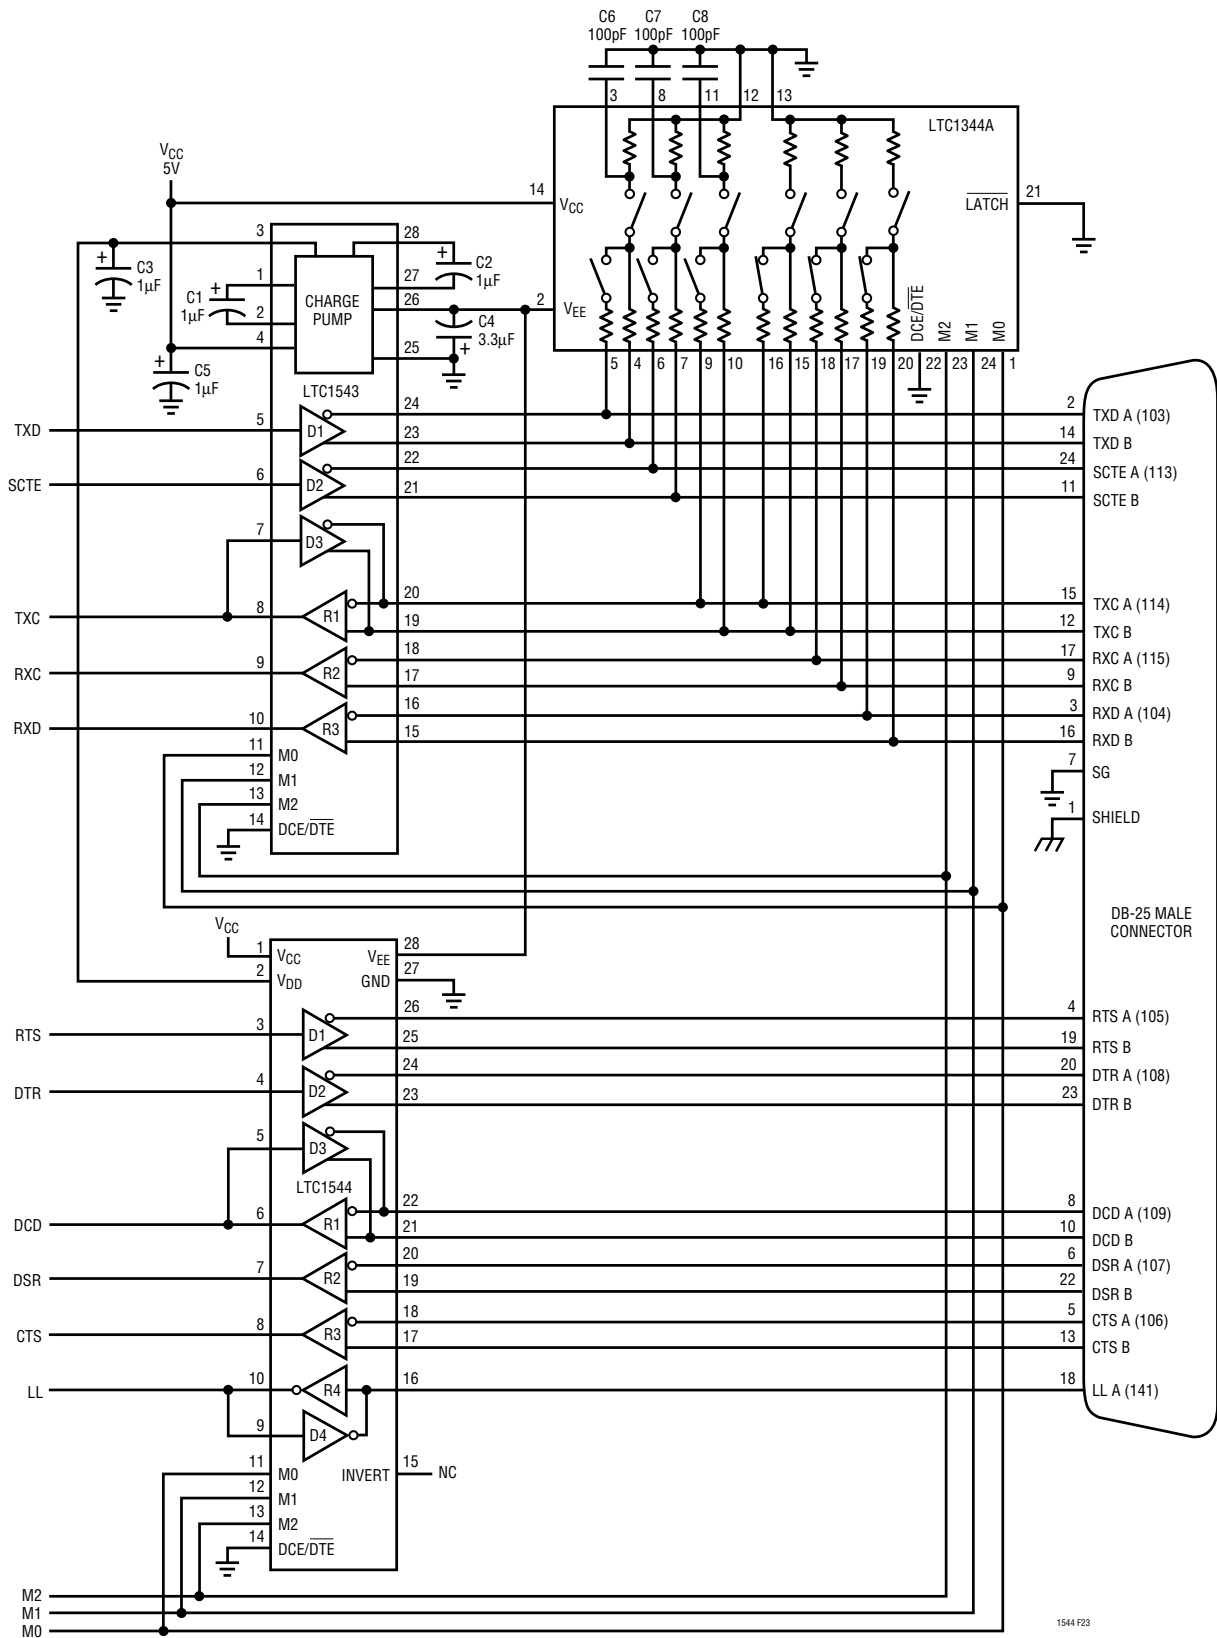 C6 C7 C8
100pF 100pF 100pF
3 8 11 12 13
LTC1344A
VCC
5V
14 VCC
LATCH 21
3 28
C3
1µF
C2
1µF
1 27
C1
1µF
CHARGE
PUMP
26 2 VEE
2
C4
3.3µF
4 25
DCE/DTE M2 M1 M0
C5
1µF
5 4 6 7 9 10 16 15 18 17 19 20 22 23 24 1
LTC1543
TXD 5 D1 24 2 TXD A (103)
23 14 TXD B
SCTE 6 D2 22 24 SCTE A (113)
21 11 SCTE B
7 D3
TXC 8 R1 20 15 TXC A (114)
19 12 TXC B
RXC 9 R2 18 17 RXC A (115)
17 9 RXC B
RXD 10 R3 16 3 RXD A (104)
15 16 RXD B
11 M0
7 SG
12 M1
13 M2
1 SHIELD
14 DCE/DTE
DB-25 MALE
CONNECTOR
VCC
1 VCC VEE 28
2 VDD GND 27
RTS 3 D1 26 4 RTS A (105)
25 19 RTS B
DTR 4 D2 24 20 DTR A (108)
23 23 DTR B
5 D3
LTC1544
DCD 6 R1 22 8 DCD A (109)
21 10 DCD B
DSR 7 R2 20 6 DSR A (107)
19 22 DSR B
CTS 8 R3 18 5 CTS A (106)
17 13 CTS B
LL 10 R4 16 18 LL A (141)
9 D4
11 M0 INVERT 15 NC
12 M1
13 M2
14 DCE/DTE
M2
M1
M0
1544 F23